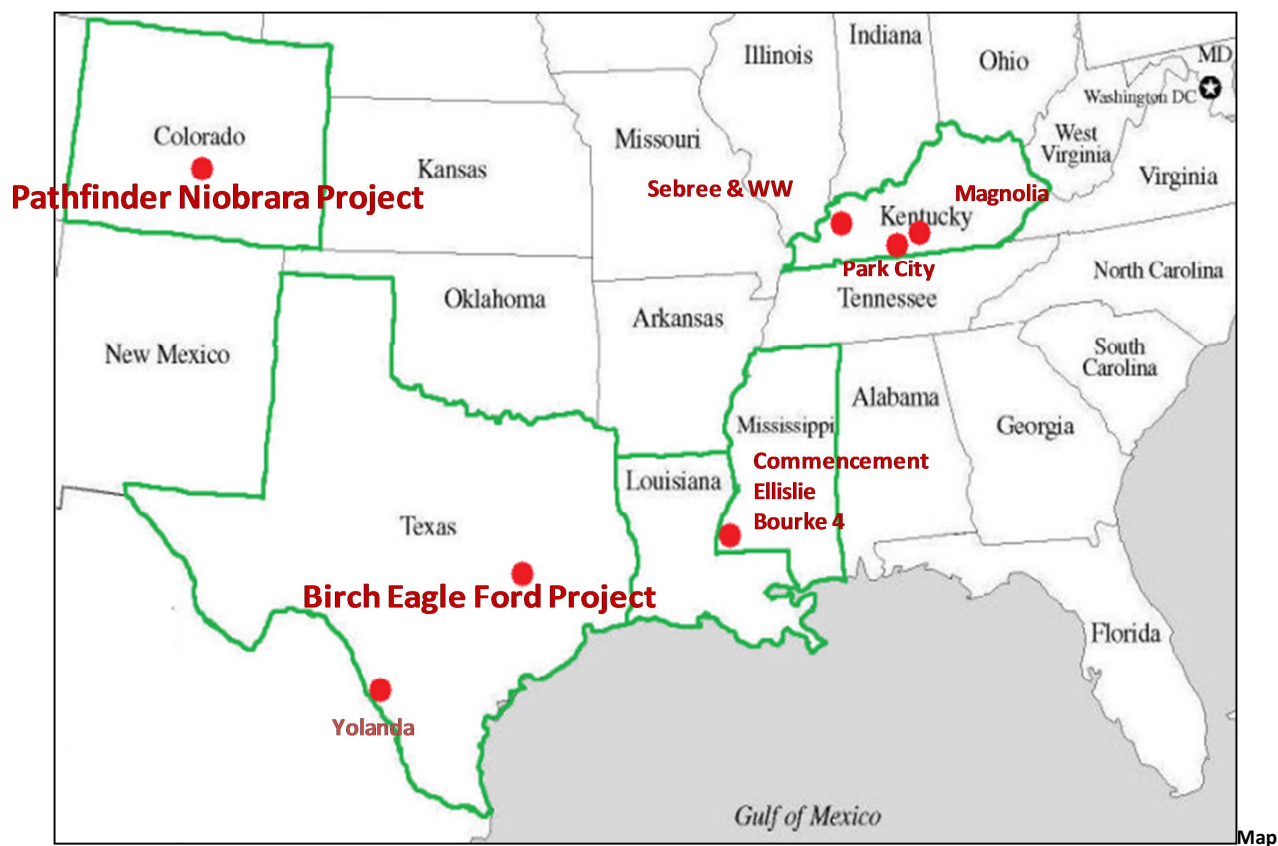 Indiana
Illinois
Ohio
MD
Washington DC
Colorado
Missouri
West
Virginia
Kansas
Virginia
Pathfinder Niobrara Project
Sebree & WW
Magnolia
Kentucky
Park City
North Carolina
Oklahoma
Tennessee
Arkansas
New Mexico
South
Carolina
Alabama
Mississippi
Georgia
Commencement
Louisiana
Ellislie
Bourke 4
Texas
Birch Eagle Ford Project
Florida
Yolanda
Gulf of Mexico
Map